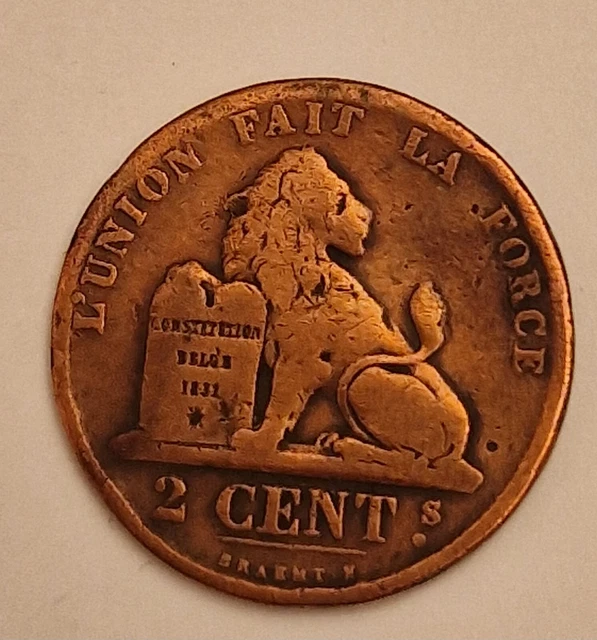 L'UNION FAIT LA FORCE
CONSTITUTION
BELGE
1831
2 CENTS
BRAEMT F.